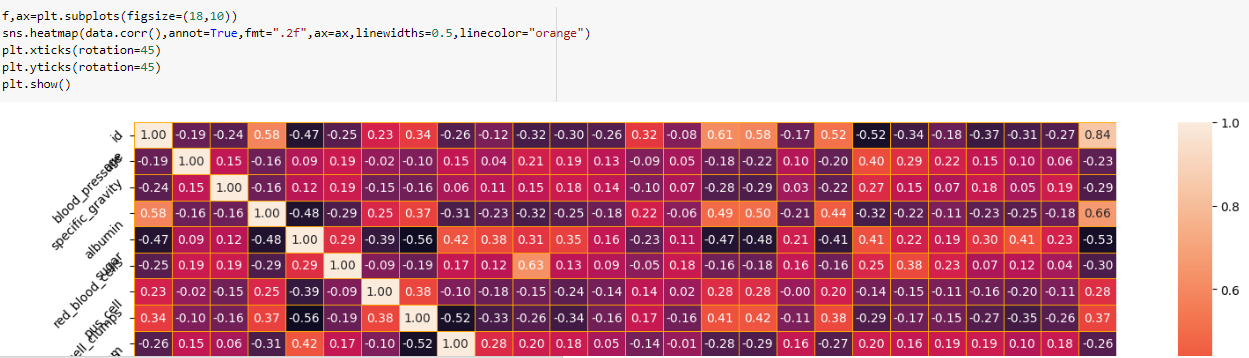 f,ax=plt.subplots(figsize=(18,10))
sns.heatmap(data.corr(),annot=True,fmt=".2f",ax=ax,linewidths=0.5,linecolor="orange")
plt.xticks(rotation=45)
plt.yticks(rotation=45)
plt.show()
id 1.00 -0.19 -0.24 0.58 -0.47 -0.25 0.23 0.34 -0.26 -0.12 -0.32 -0.30 -0.26 0.32 -0.08 0.61 0.58 -0.17 0.52 -0.52 -0.34 -0.18 -0.37 -0.31 -0.27 0.84 1.0
age -0.19 1.00 0.15 -0.16 0.09 0.19 -0.02 -0.10 0.15 0.04 0.21 0.19 0.13 -0.09 0.05 -0.18 -0.22 0.10 -0.20 0.40 0.29 0.22 0.15 0.10 0.06 -0.23
blood_pressure -0.24 0.15 1.00 -0.16 0.12 0.19 -0.15 -0.16 0.06 0.11 0.15 0.18 0.14 -0.10 0.07 -0.28 -0.29 0.03 -0.22 0.27 0.15 0.07 0.18 0.05 0.19 -0.29
specific_gravity 0.58 -0.16 -0.16 1.00 -0.48 -0.29 0.25 0.37 -0.31 -0.23 -0.32 -0.25 -0.18 0.22 -0.06 0.49 0.50 -0.21 0.44 -0.32 -0.22 -0.11 -0.23 -0.25 -0.18 0.66 0.8
albumin -0.47 0.09 0.12 -0.48 1.00 0.29 -0.39 -0.56 0.42 0.38 0.31 0.35 0.16 -0.23 0.11 -0.47 -0.48 0.21 -0.41 0.41 0.22 0.19 0.30 0.41 0.23 -0.53
sugar -0.25 0.19 0.19 -0.29 0.29 1.00 -0.09 -0.19 0.17 0.12 0.63 0.13 0.09 -0.05 0.18 -0.16 -0.18 0.16 -0.16 0.25 0.38 0.23 0.07 0.12 0.04 -0.30
red_blood_cells 0.23 -0.02 -0.15 0.25 -0.39 -0.09 1.00 0.38 -0.10 -0.18 -0.15 -0.24 -0.14 0.14 0.02 0.28 0.28 -0.00 0.20 -0.14 -0.15 -0.11 -0.16 -0.20 -0.11 0.28 0.6
pus_cell 0.34 -0.10 -0.16 0.37 -0.56 -0.19 0.38 1.00 -0.52 -0.33 -0.26 -0.34 -0.16 0.17 -0.16 0.41 0.42 -0.11 0.38 -0.29 -0.17 -0.15 -0.27 -0.35 -0.26 0.37
ell_clumps -0.26 0.15 0.06 -0.31 0.42 0.17 -0.10 -0.52 1.00 0.28 0.20 0.18 0.05 -0.14 -0.01 -0.28 -0.29 0.16 -0.27 0.20 0.16 0.19 0.19 0.10 0.18 -0.26